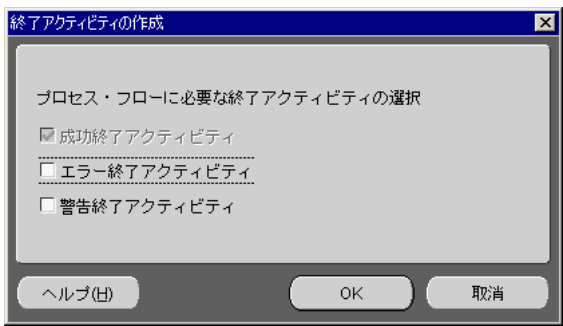 終了アクティビティの作成
プロセス・フローに必要な終了アクティビティの選択
成功終了アクティビティ
エラー終了アクティビティ
警告終了アクティビティ
ヘルプ(H) OK 取消